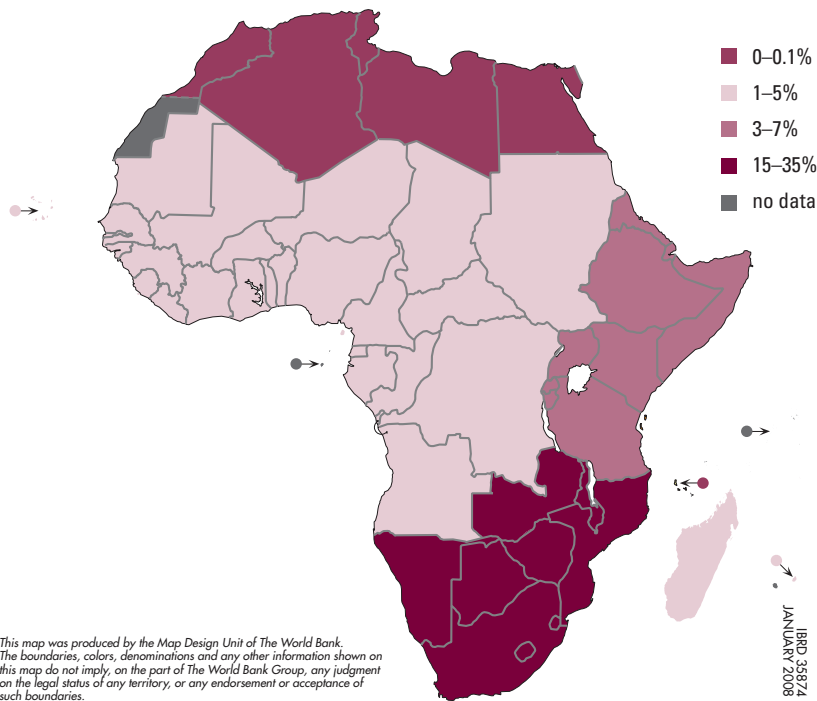 0–0.1%
1–5%
3–7%
15–35%
no data
This map was produced by the Map Design Unit of The World Bank.
The boundaries, colors, denominations and any other information shown on
this map do not imply, on the part of The World Bank Group, any judgment
on the legal status of any territory, or any endorsement or acceptance of
such boundaries.
IBRD 35874
JANUARY 2008